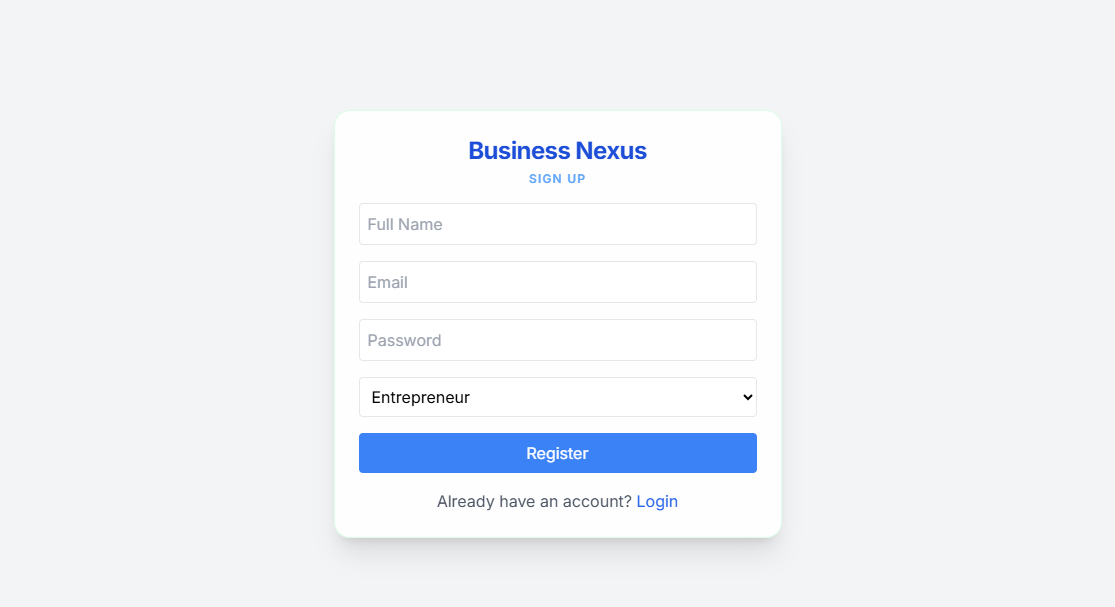 Business Nexus
SIGN UP
Full Name
Email
Password
Entrepreneur
Register
Already have an account? Login